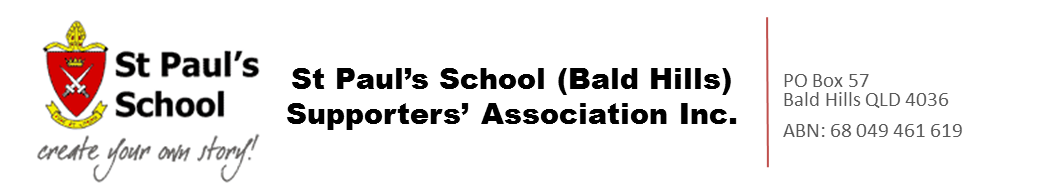 St Paul's
School
create your own story!
St Paul's School (Bald Hills)
Supporters' Association Inc.
PO Box 57
Bald Hills QLD 4036
ABN: 68 049 461 619